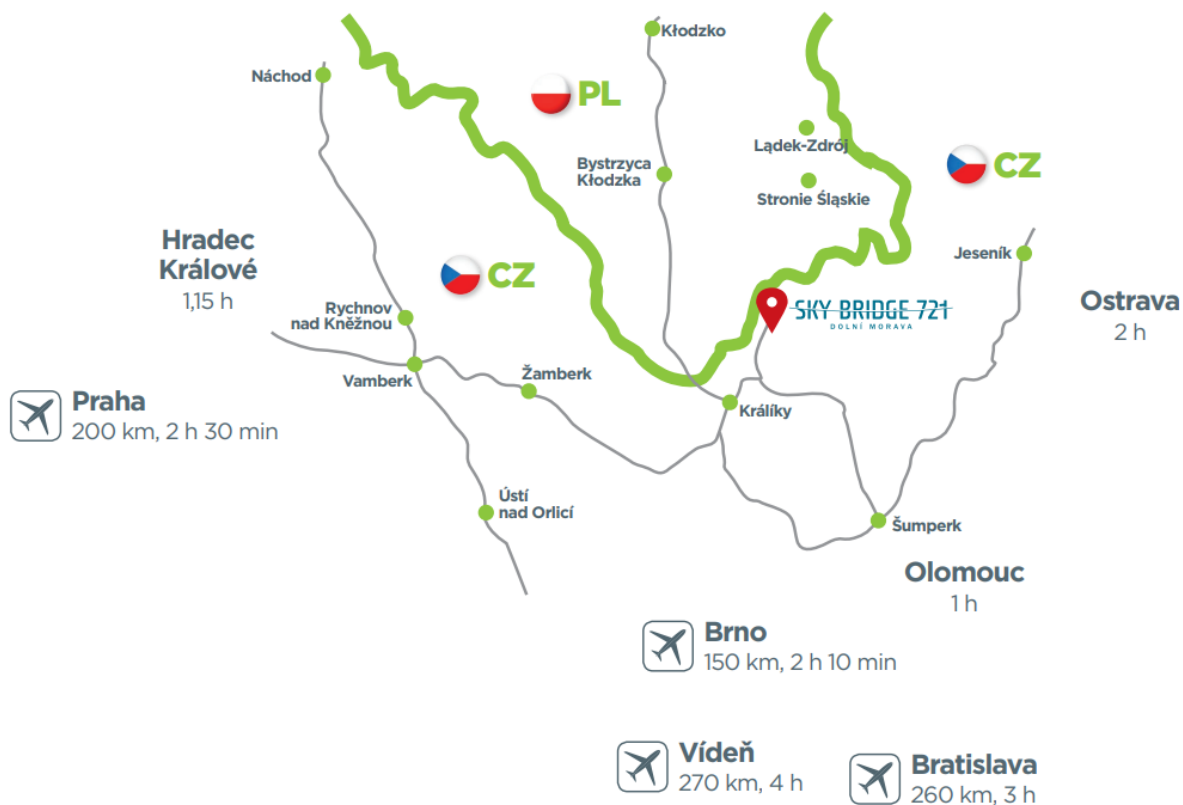 Kłodzko
Náchod
PL
Lądek-Zdrój
Bystrzyca
Kłodzka
CZ
Stronie Śląskie
Hradec
Králové
1,15 h
CZ
Jeseník
Rychnov
nad Kněžnou
SKY BRIDGE 721
DOLNÍ MORAVA
Ostrava
2 h
Vamberk
Žamberk
Králíky
Praha
200 km, 2 h 30 min
Ústí
nad Orlicí
Šumperk
Olomouc
1 h
Brno
150 km, 2 h 10 min
Vídeň
270 km, 4 h
Bratislava
260 km, 3 h